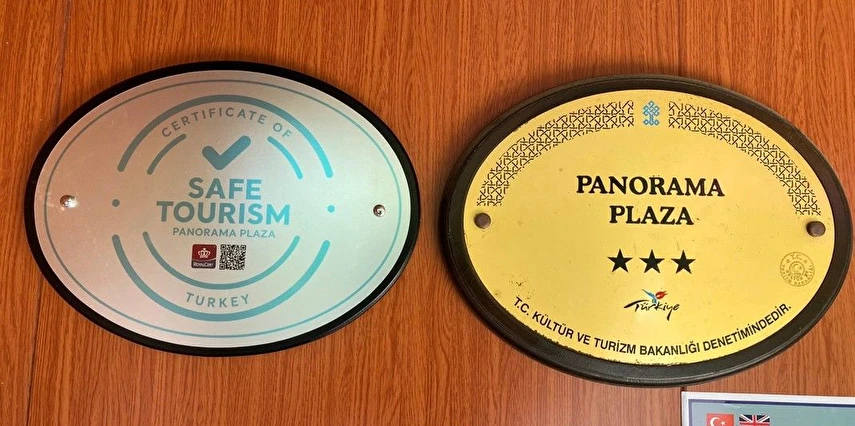 CERTIFICATE OF
SAFE
TOURISM
PANORAMA PLAZA
TURKEY
PANORAMA
PLAZA
Türkiye
T.C. KÜLTÜR VE TURİZM BAKANLIĞI DENETİMİNDEDİR.